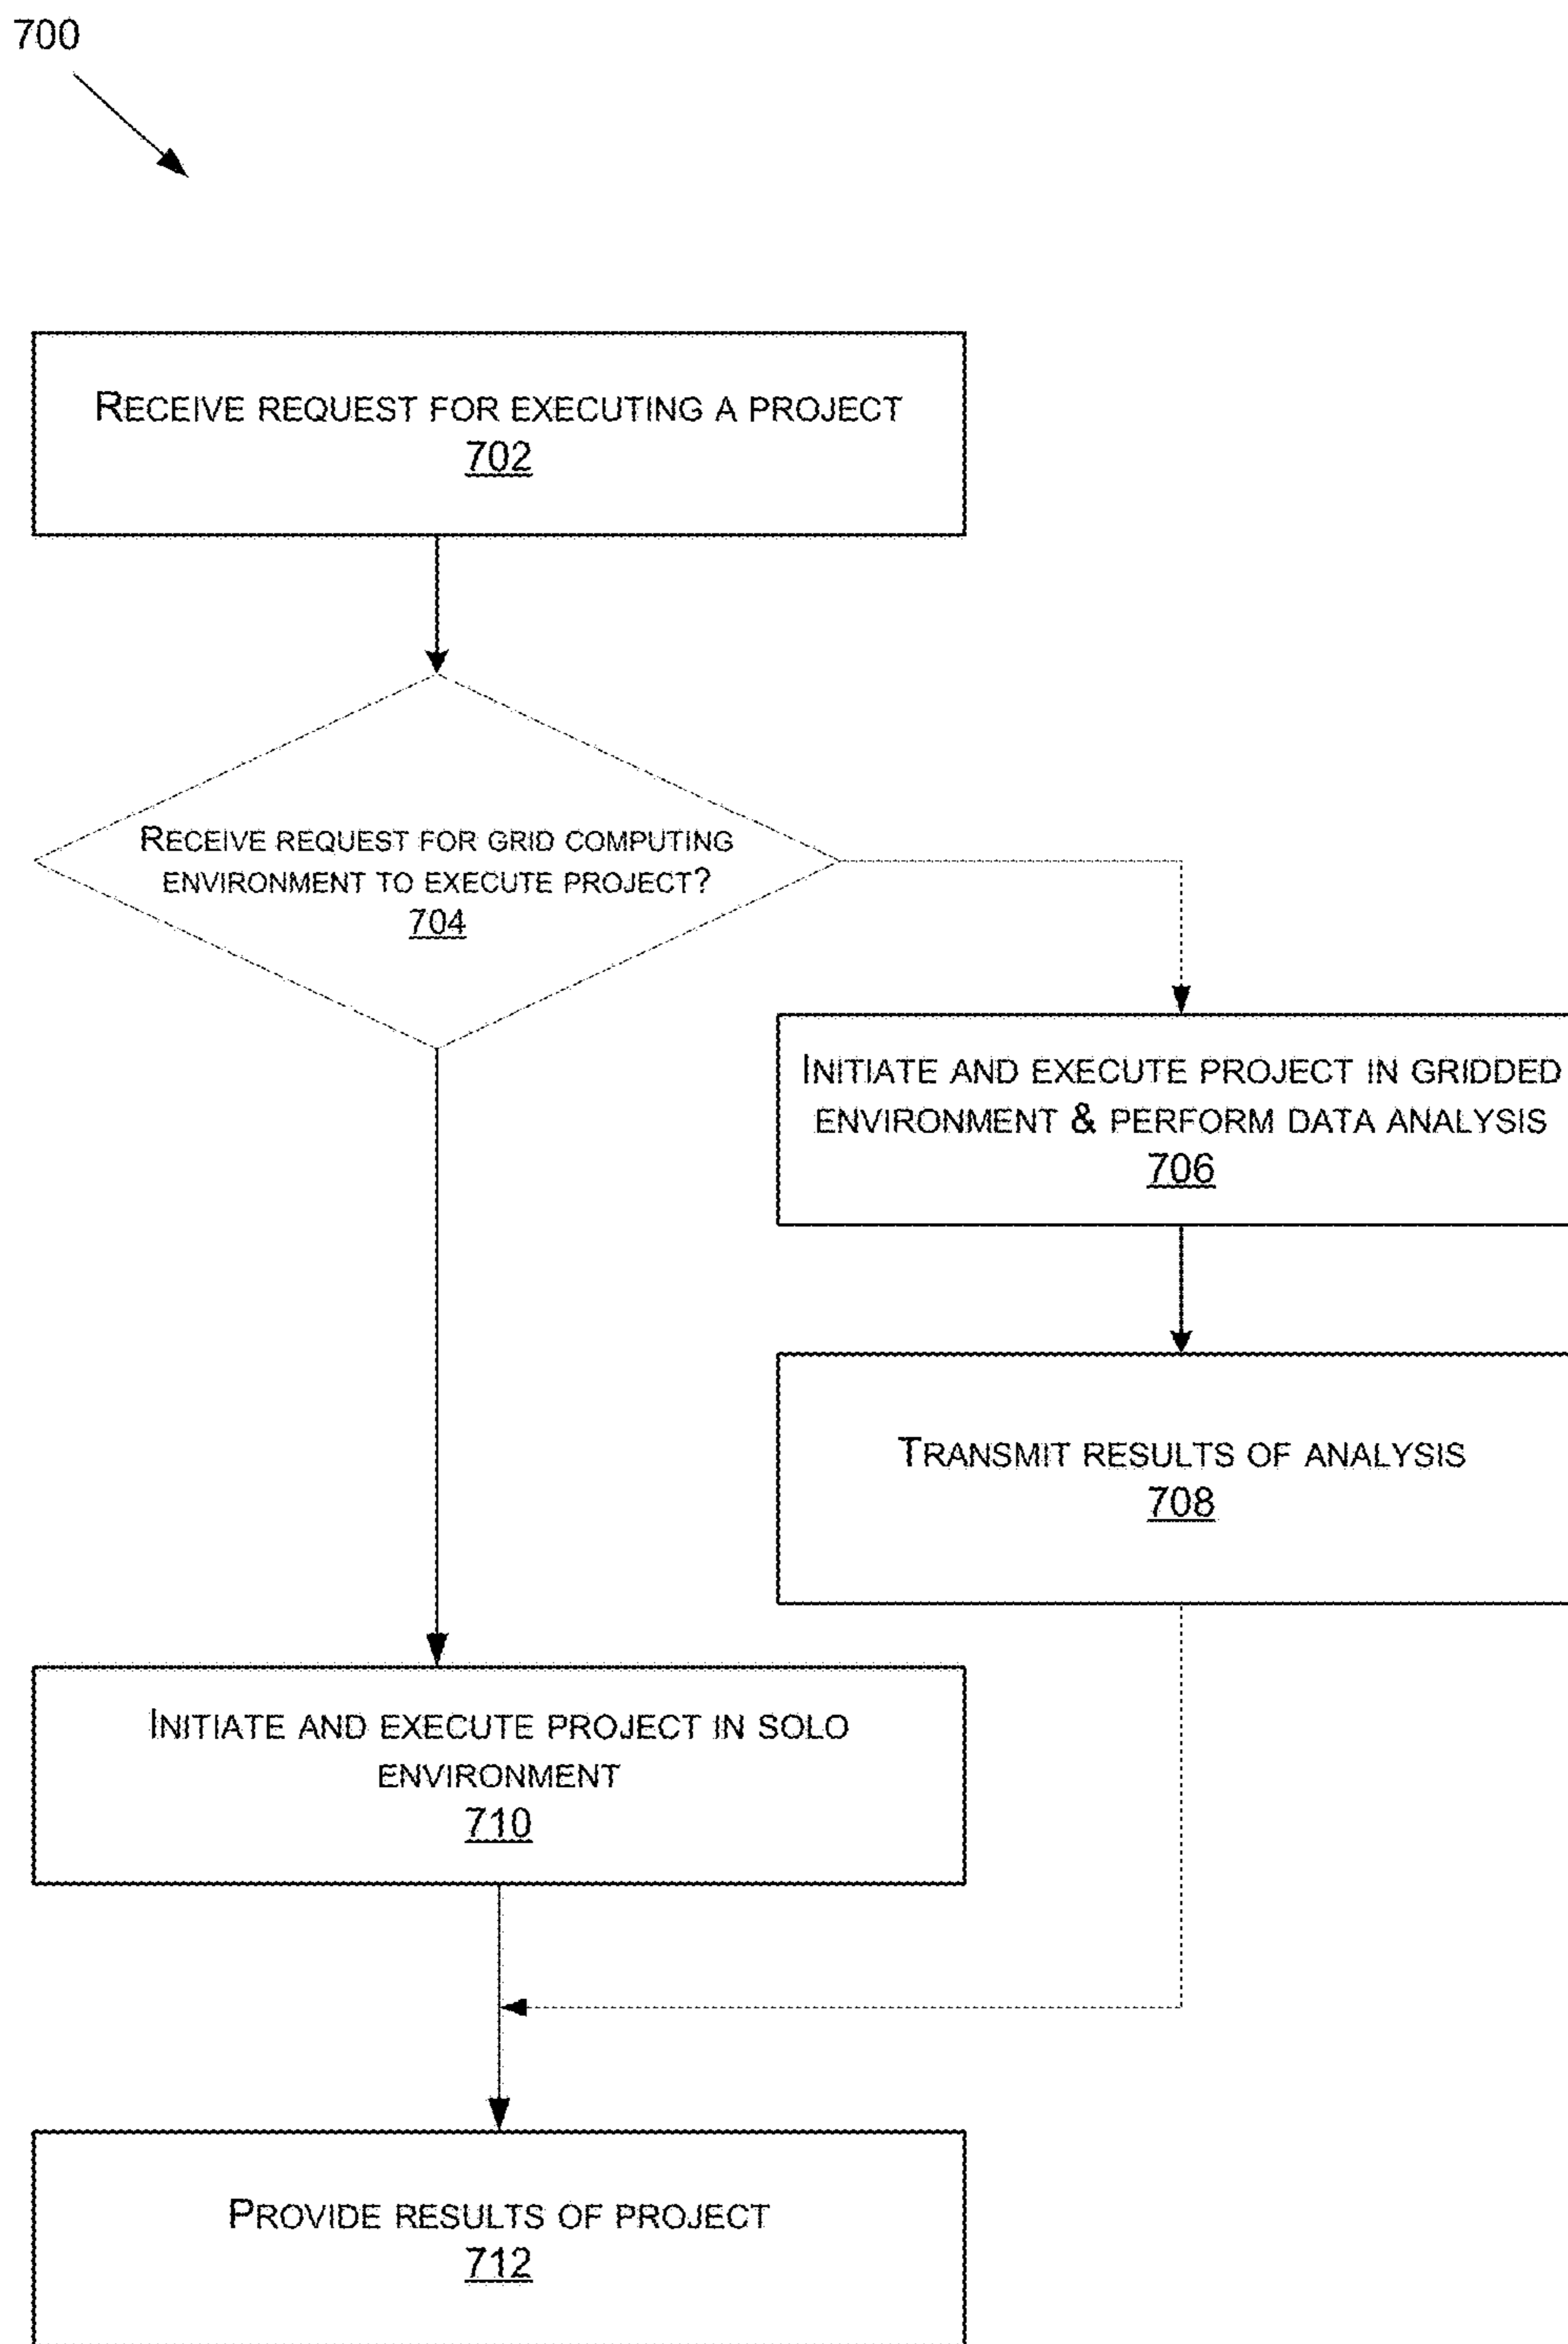 700
RECEIVE REQUEST FOR EXECUTING A PROJECT
702
RECEIVE REQUEST FOR GRID COMPUTING
ENVIRONMENT TO EXECUTE PROJECT?
704
INITIATE AND EXECUTE PROJECT IN GRIDDED
ENVIRONMENT & PERFORM DATA ANALYSIS
706
TRANSMIT RESULTS OF ANALYSIS
708
INITIATE AND EXECUTE PROJECT IN SOLO
ENVIRONMENT
710
PROVIDE RESULTS OF PROJECT
712